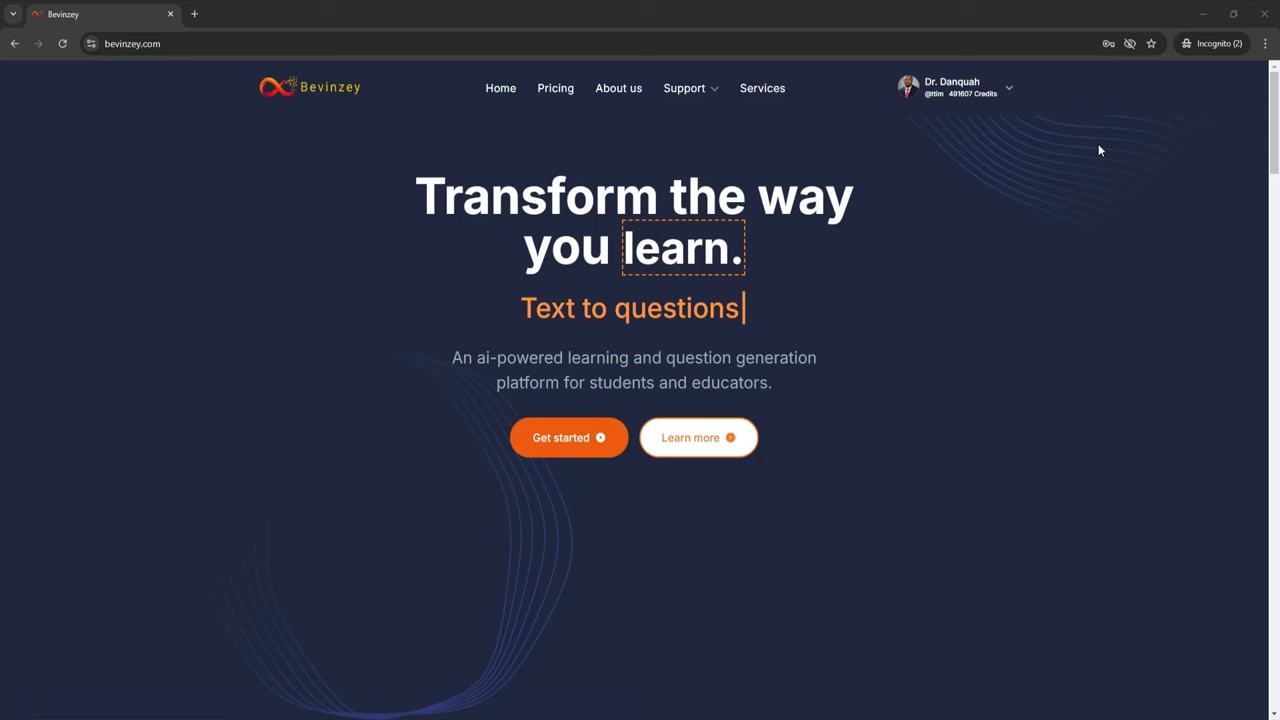 Bevinzey
bevinzey.com
Incognito (2)
Bevinzey
Home
Pricing
About us
Support
Services
Dr. Danquah
@ttim 491607 Credits
Transform the way
you learn.
Text to questions
An ai-powered learning and question generation
platform for students and educators.
Get started
Learn more